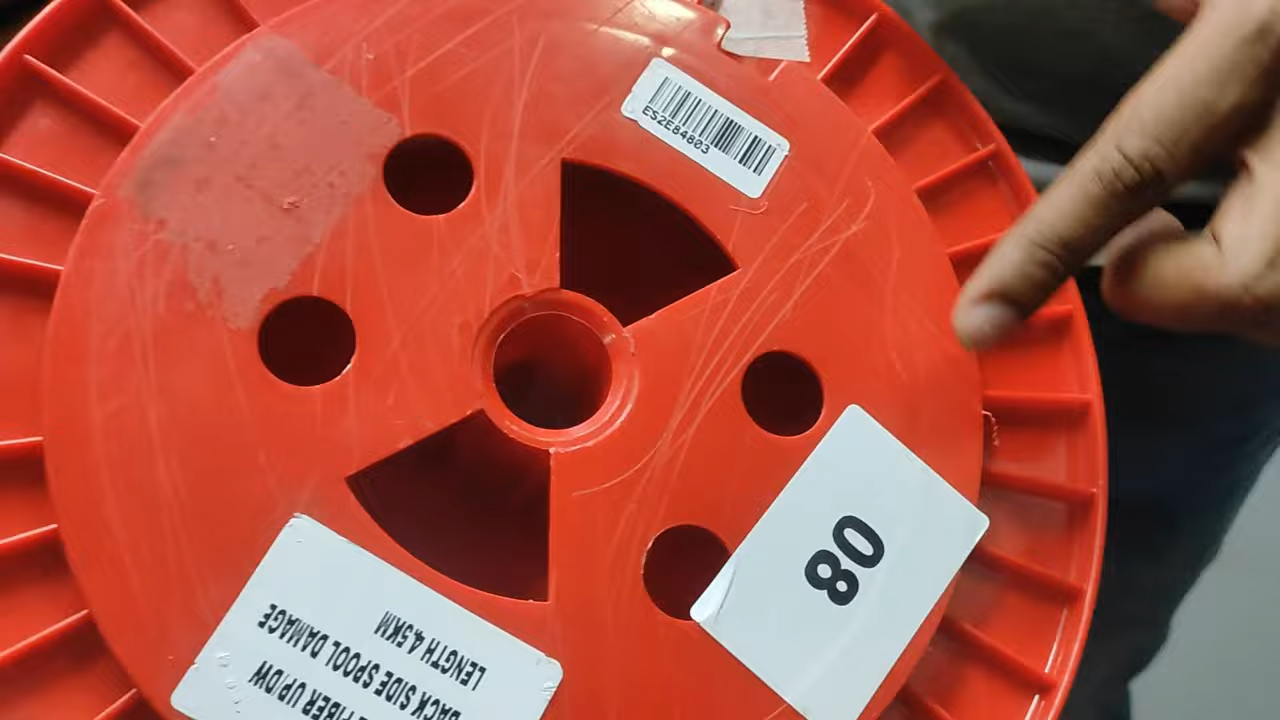 ES2E84803
80
FIBER UP/DW
BACK SIDE SPOOL DAMAGE
LENGTH 4.5KM